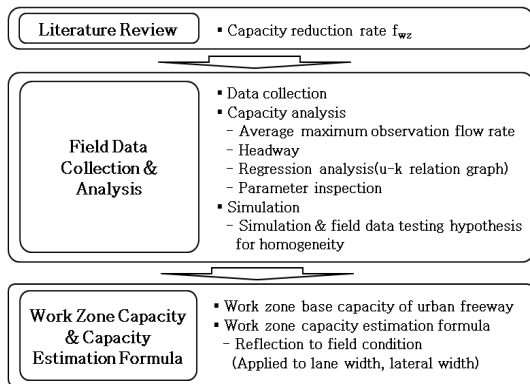 Literature Review
▪ Capacity reduction rate fwz
Field Data
Collection &
Analysis
▪ Data collection
▪ Capacity analysis
- Average maximum observation flow rate
- Headway
- Regression analysis(u-k relation graph)
- Parameter inspection
▪ Simulation
- Simulation & field data testing hypothesis
for homogeneity
Work Zone Capacity
& Capacity
Estimation Formula
▪ Work zone base capacity of urban freeway
▪ Work zone capacity estimation formula
- Reflection to field condition
(Applied to lane width, lateral width)